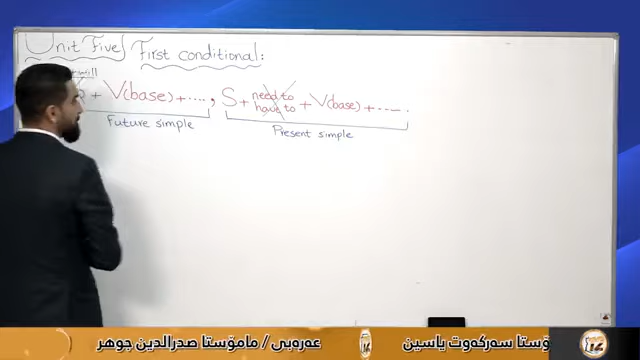 Unit Five / First conditional:
will
+ V(base) + ...., S + need to + V(base) + .......
have to
Future simple
Present simple
عەرەبی / مامۆستا صدرالدین جوهر
ۆستا سەرکەوت یاسین